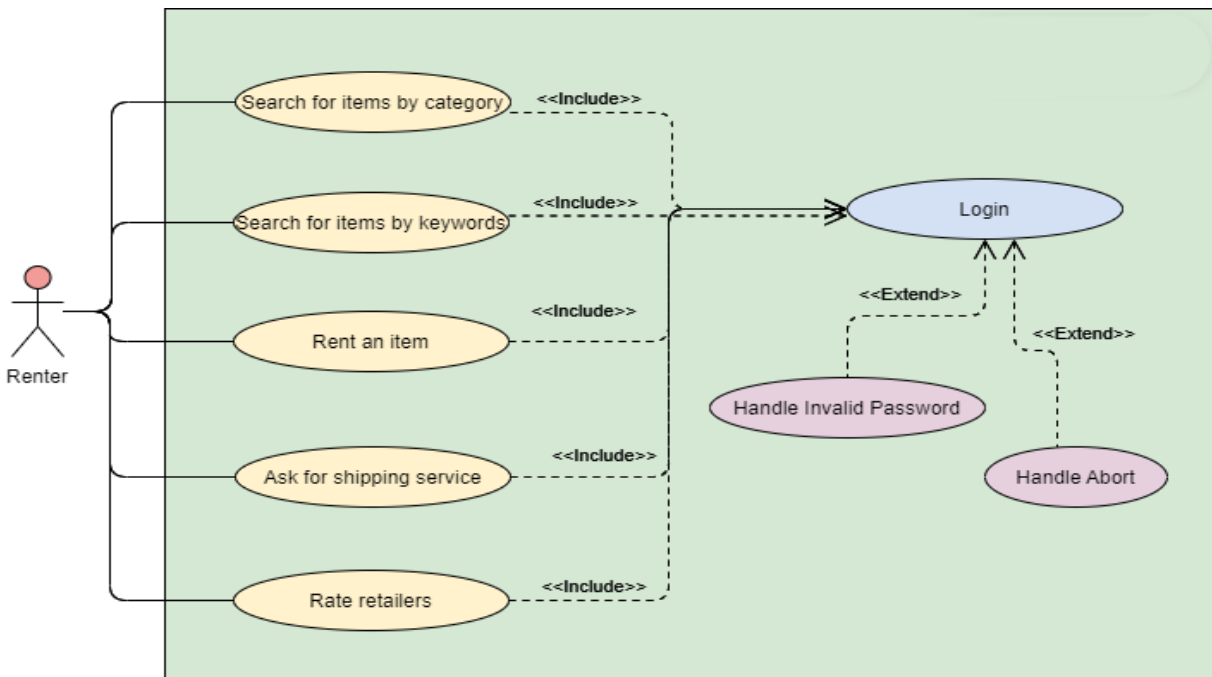 Search for items by category
<<Include>>
Search for items by keywords
<<Include>>
Login
Renter
Rent an item
<<Include>>
<<Extend>>
<<Extend>>
Handle Invalid Password
Ask for shipping service
<<Include>>
Handle Abort
Rate retailers
<<Include>>